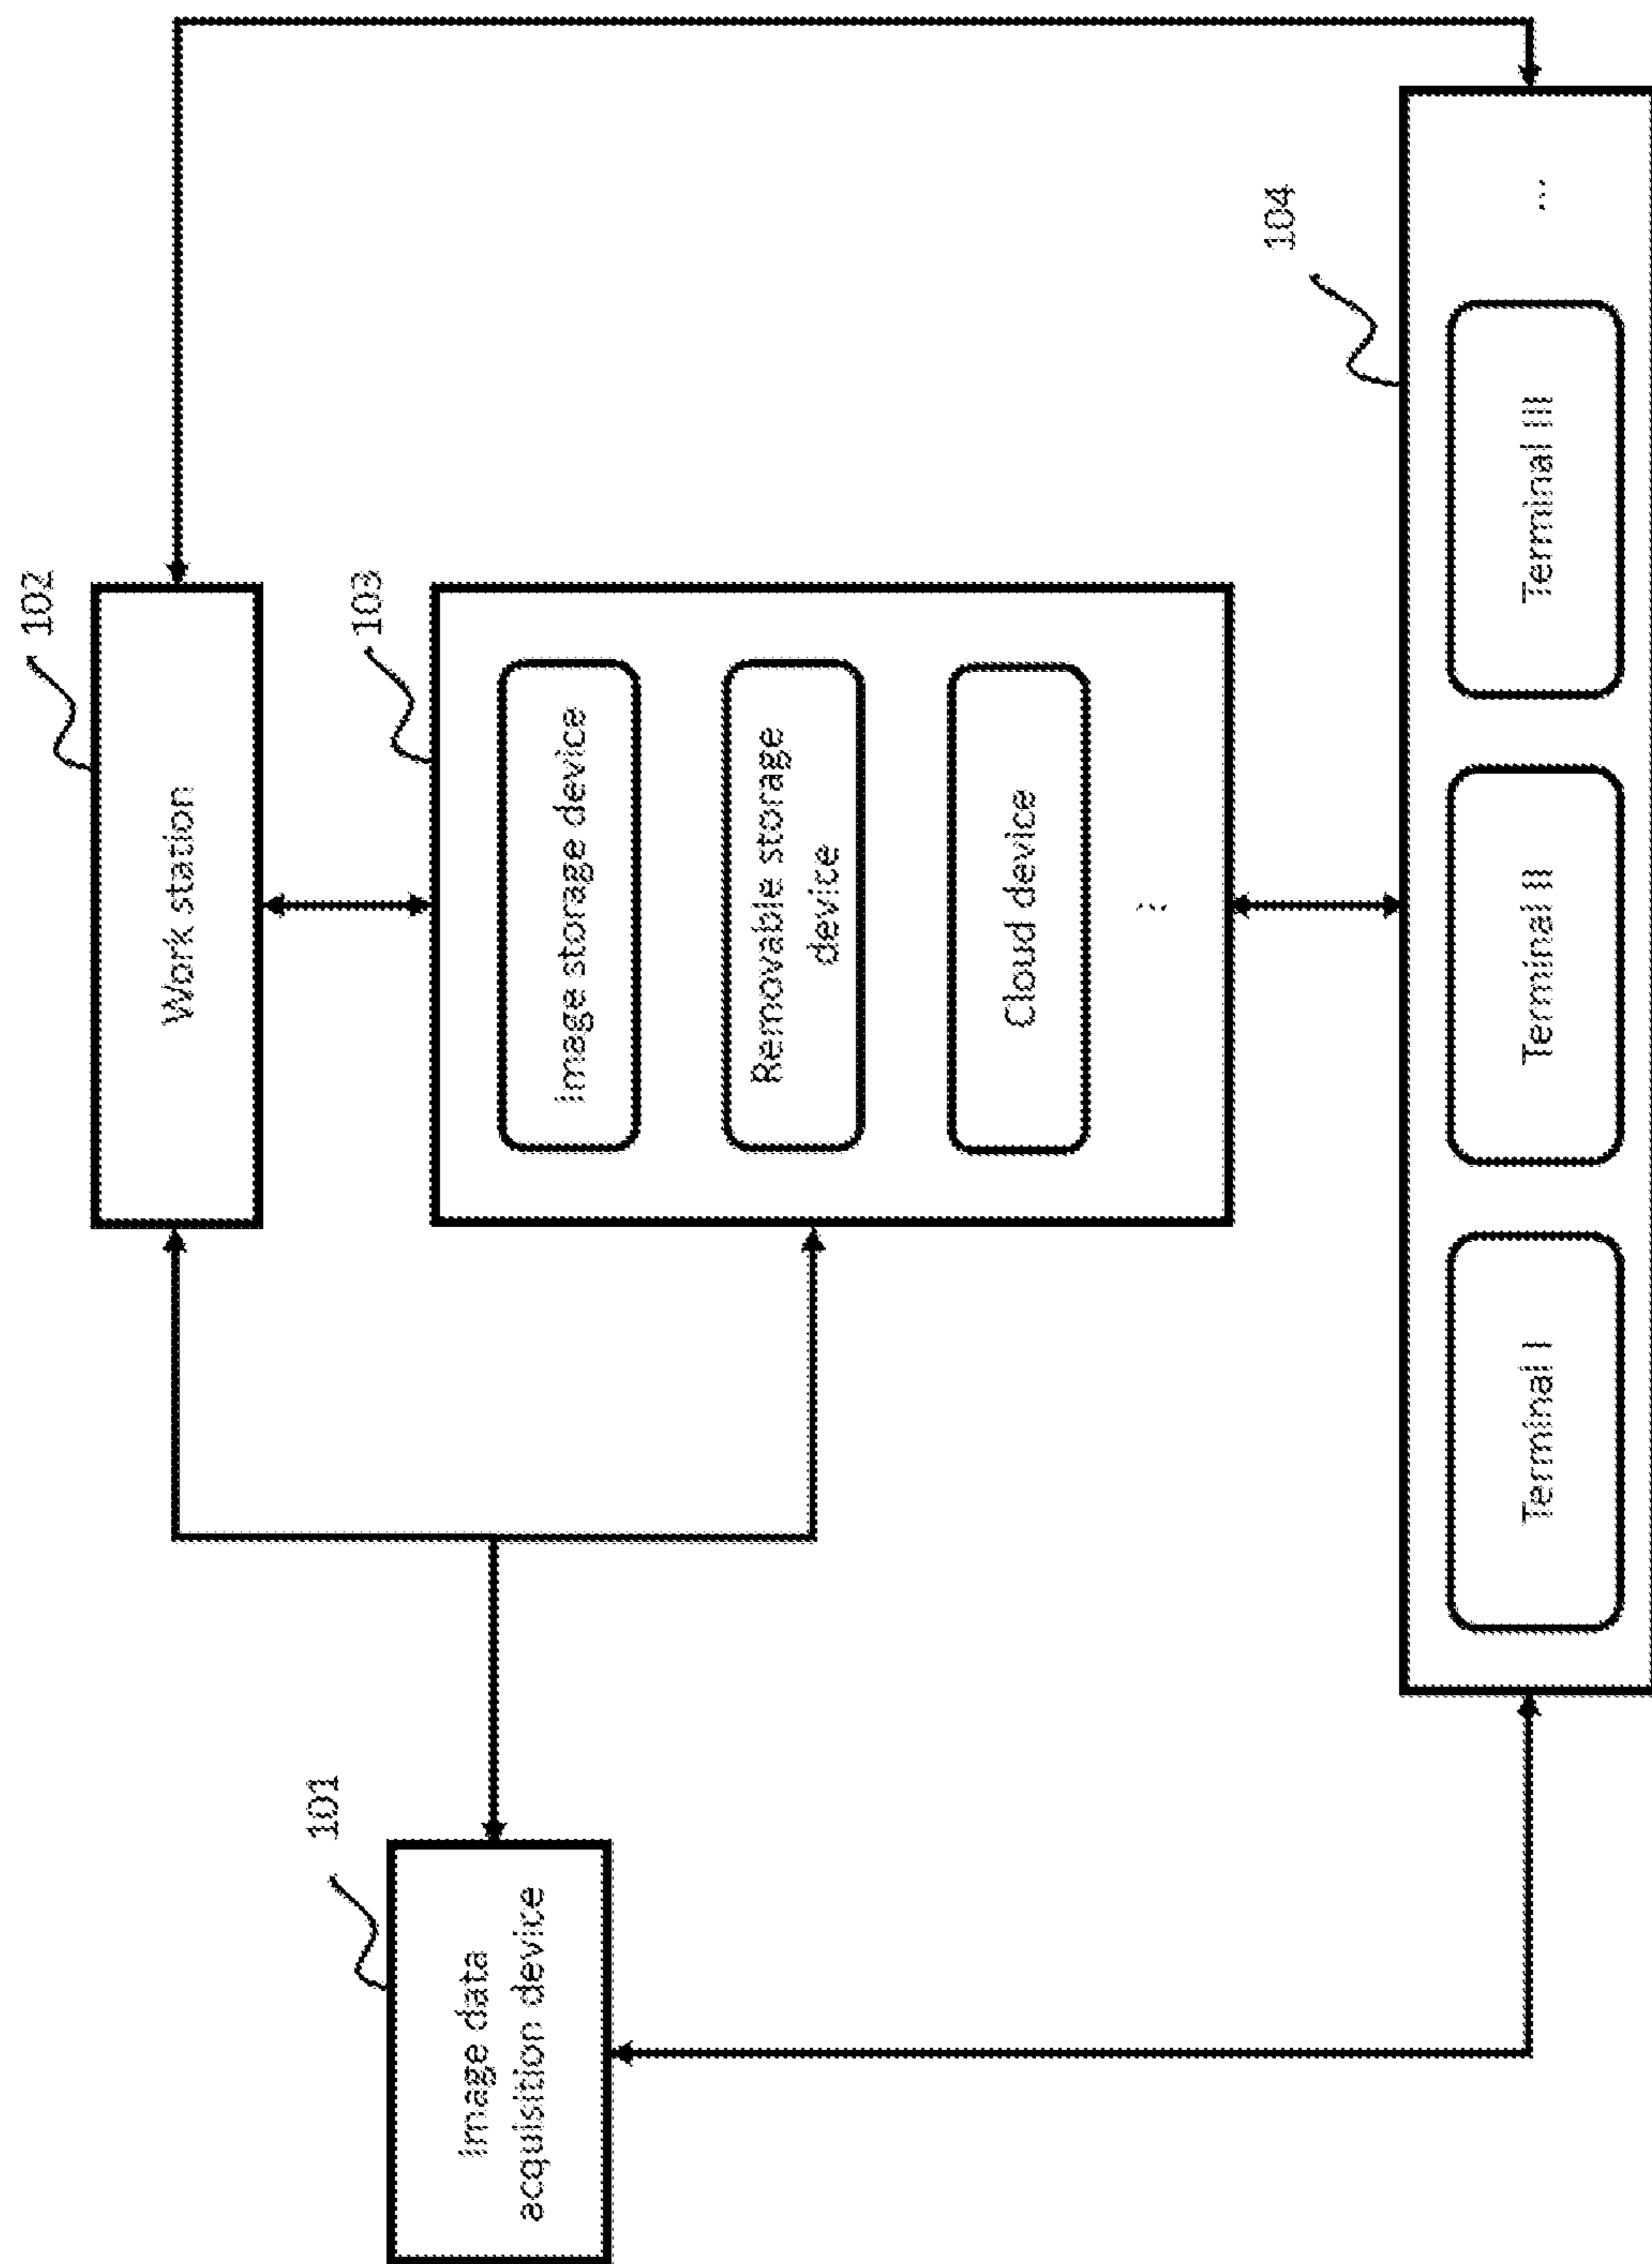 101
Image data
acquisition device
102
Work station
103
Image storage device
Removable storage
device
Cloud device
...
104
Terminal I
Terminal II
Terminal III
...